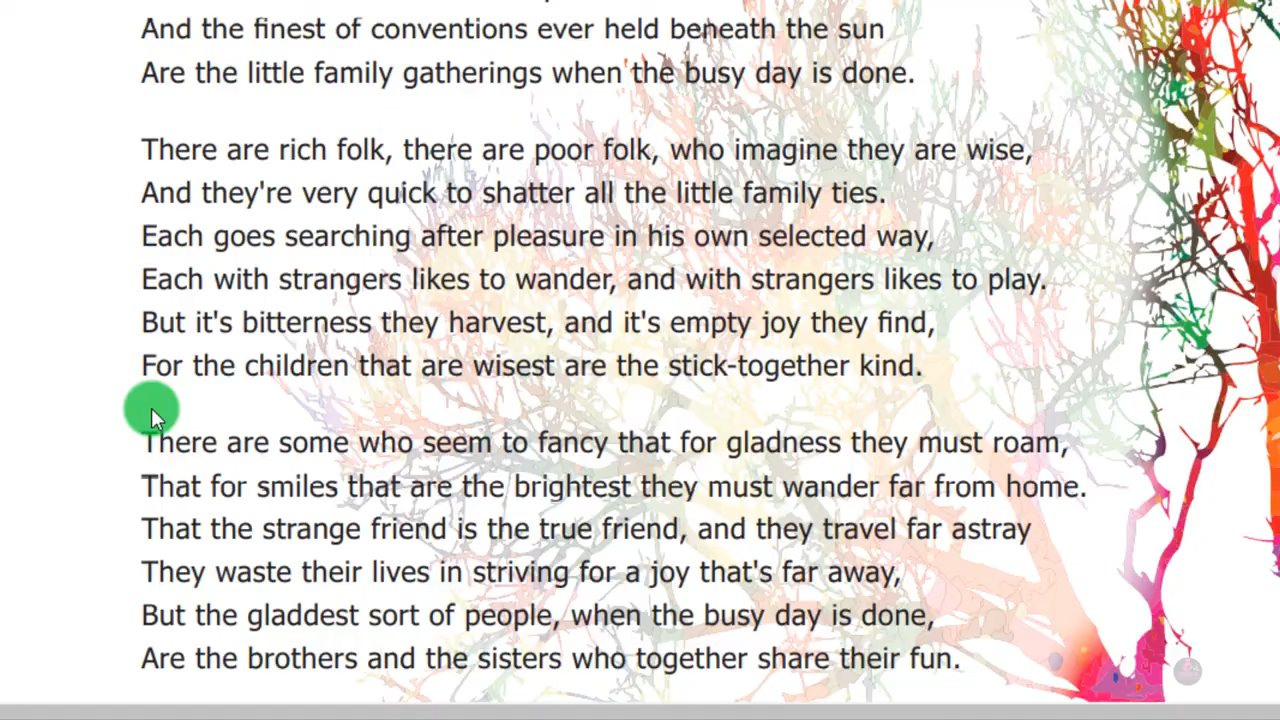 And the finest of conventions ever held beneath the sun
Are the little family gatherings when the busy day is done.
There are rich folk, there are poor folk, who imagine they are wise,
And they're very quick to shatter all the little family ties.
Each goes searching after pleasure in his own selected way,
Each with strangers likes to wander, and with strangers likes to play.
But it's bitterness they harvest, and it's empty joy they find,
For the children that are wisest are the stick-together kind.
There are some who seem to fancy that for gladness they must roam,
That for smiles that are the brightest they must wander far from home.
That the strange friend is the true friend, and they travel far astray
They waste their lives in striving for a joy that's far away,
But the gladdest sort of people, when the busy day is done,
Are the brothers and the sisters who together share their fun.